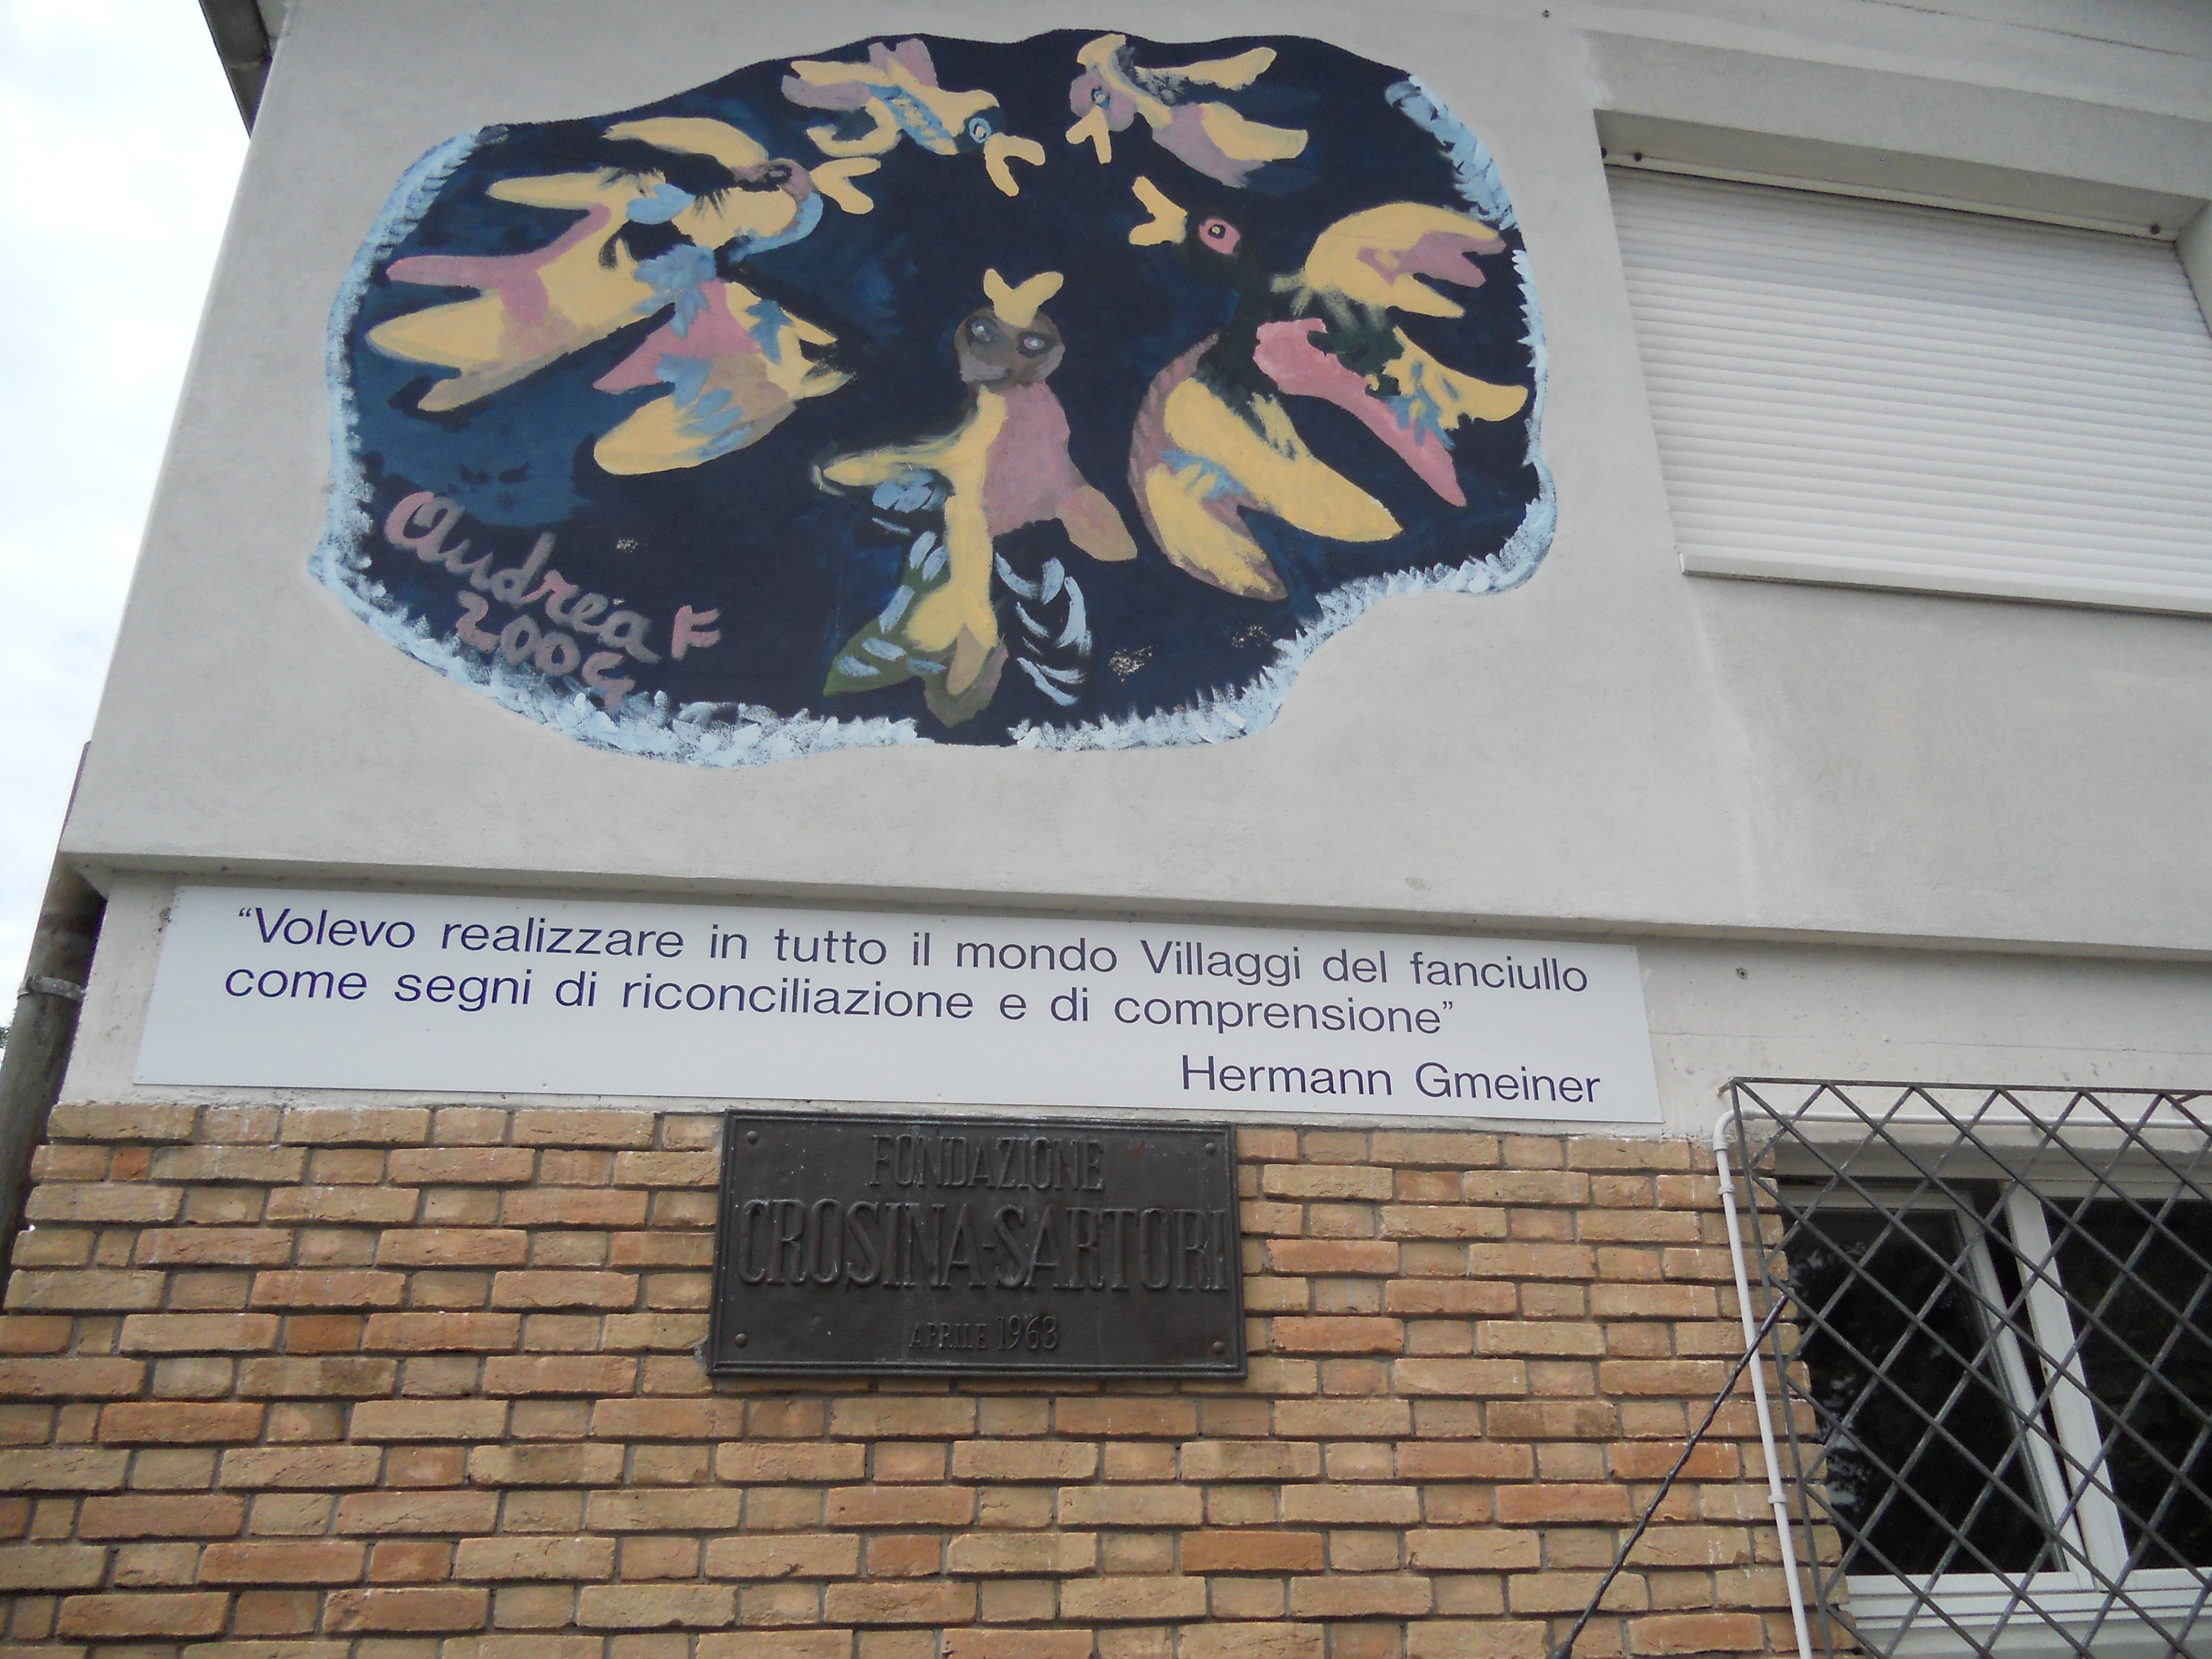 Andrea F
2004
“Volevo realizzare in tutto il mondo Villaggi del fanciullo
come segni di riconciliazione e di comprensione”
Hermann Gmeiner
FONDAZIONE
CROSINA-SARTORI
APRILE 1963